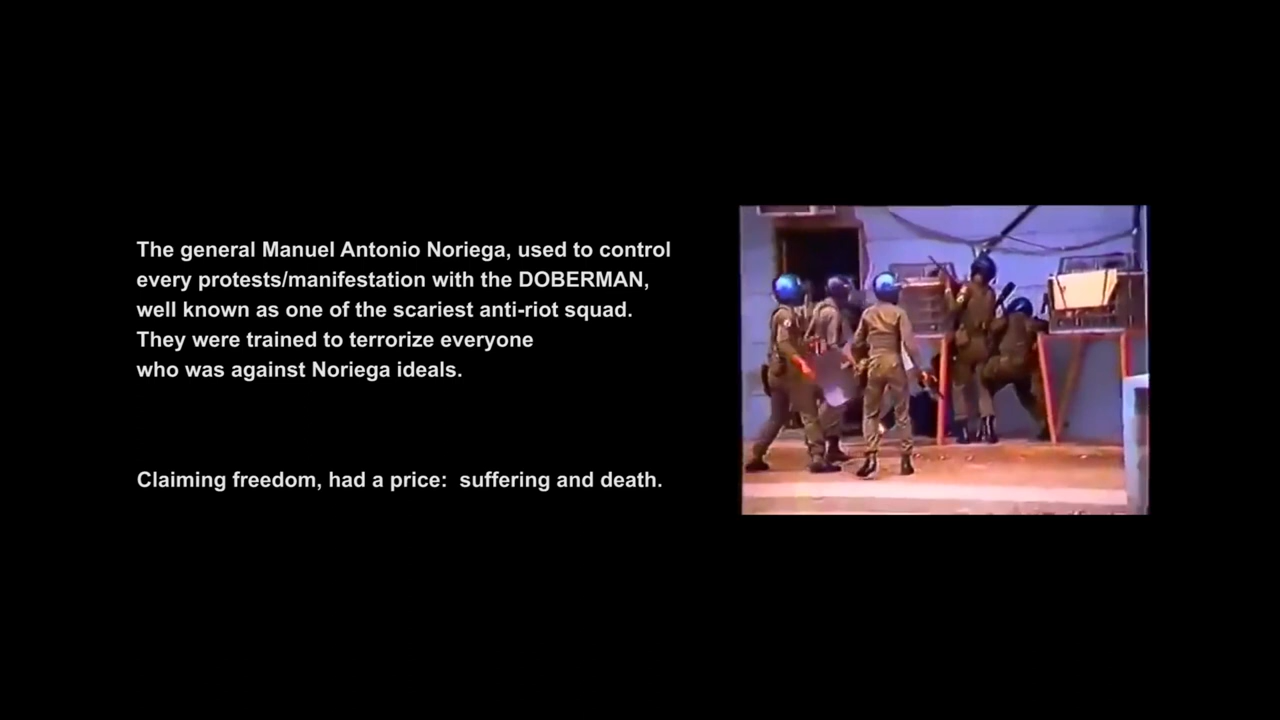 The general Manuel Antonio Noriega, used to control
every protests/manifestation with the DOBERMAN,
well known as one of the scariest anti-riot squad.
They were trained to terrorize everyone
who was against Noriega ideals.
Claiming freedom, had a price:  suffering and death.